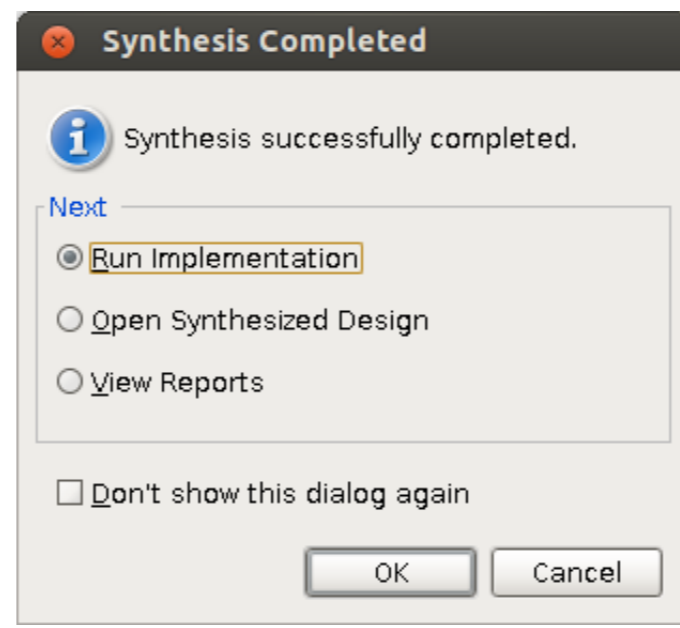 Synthesis Completed
Synthesis successfully completed.
Next
Run Implementation
Open Synthesized Design
View Reports
Don't show this dialog again
OK Cancel